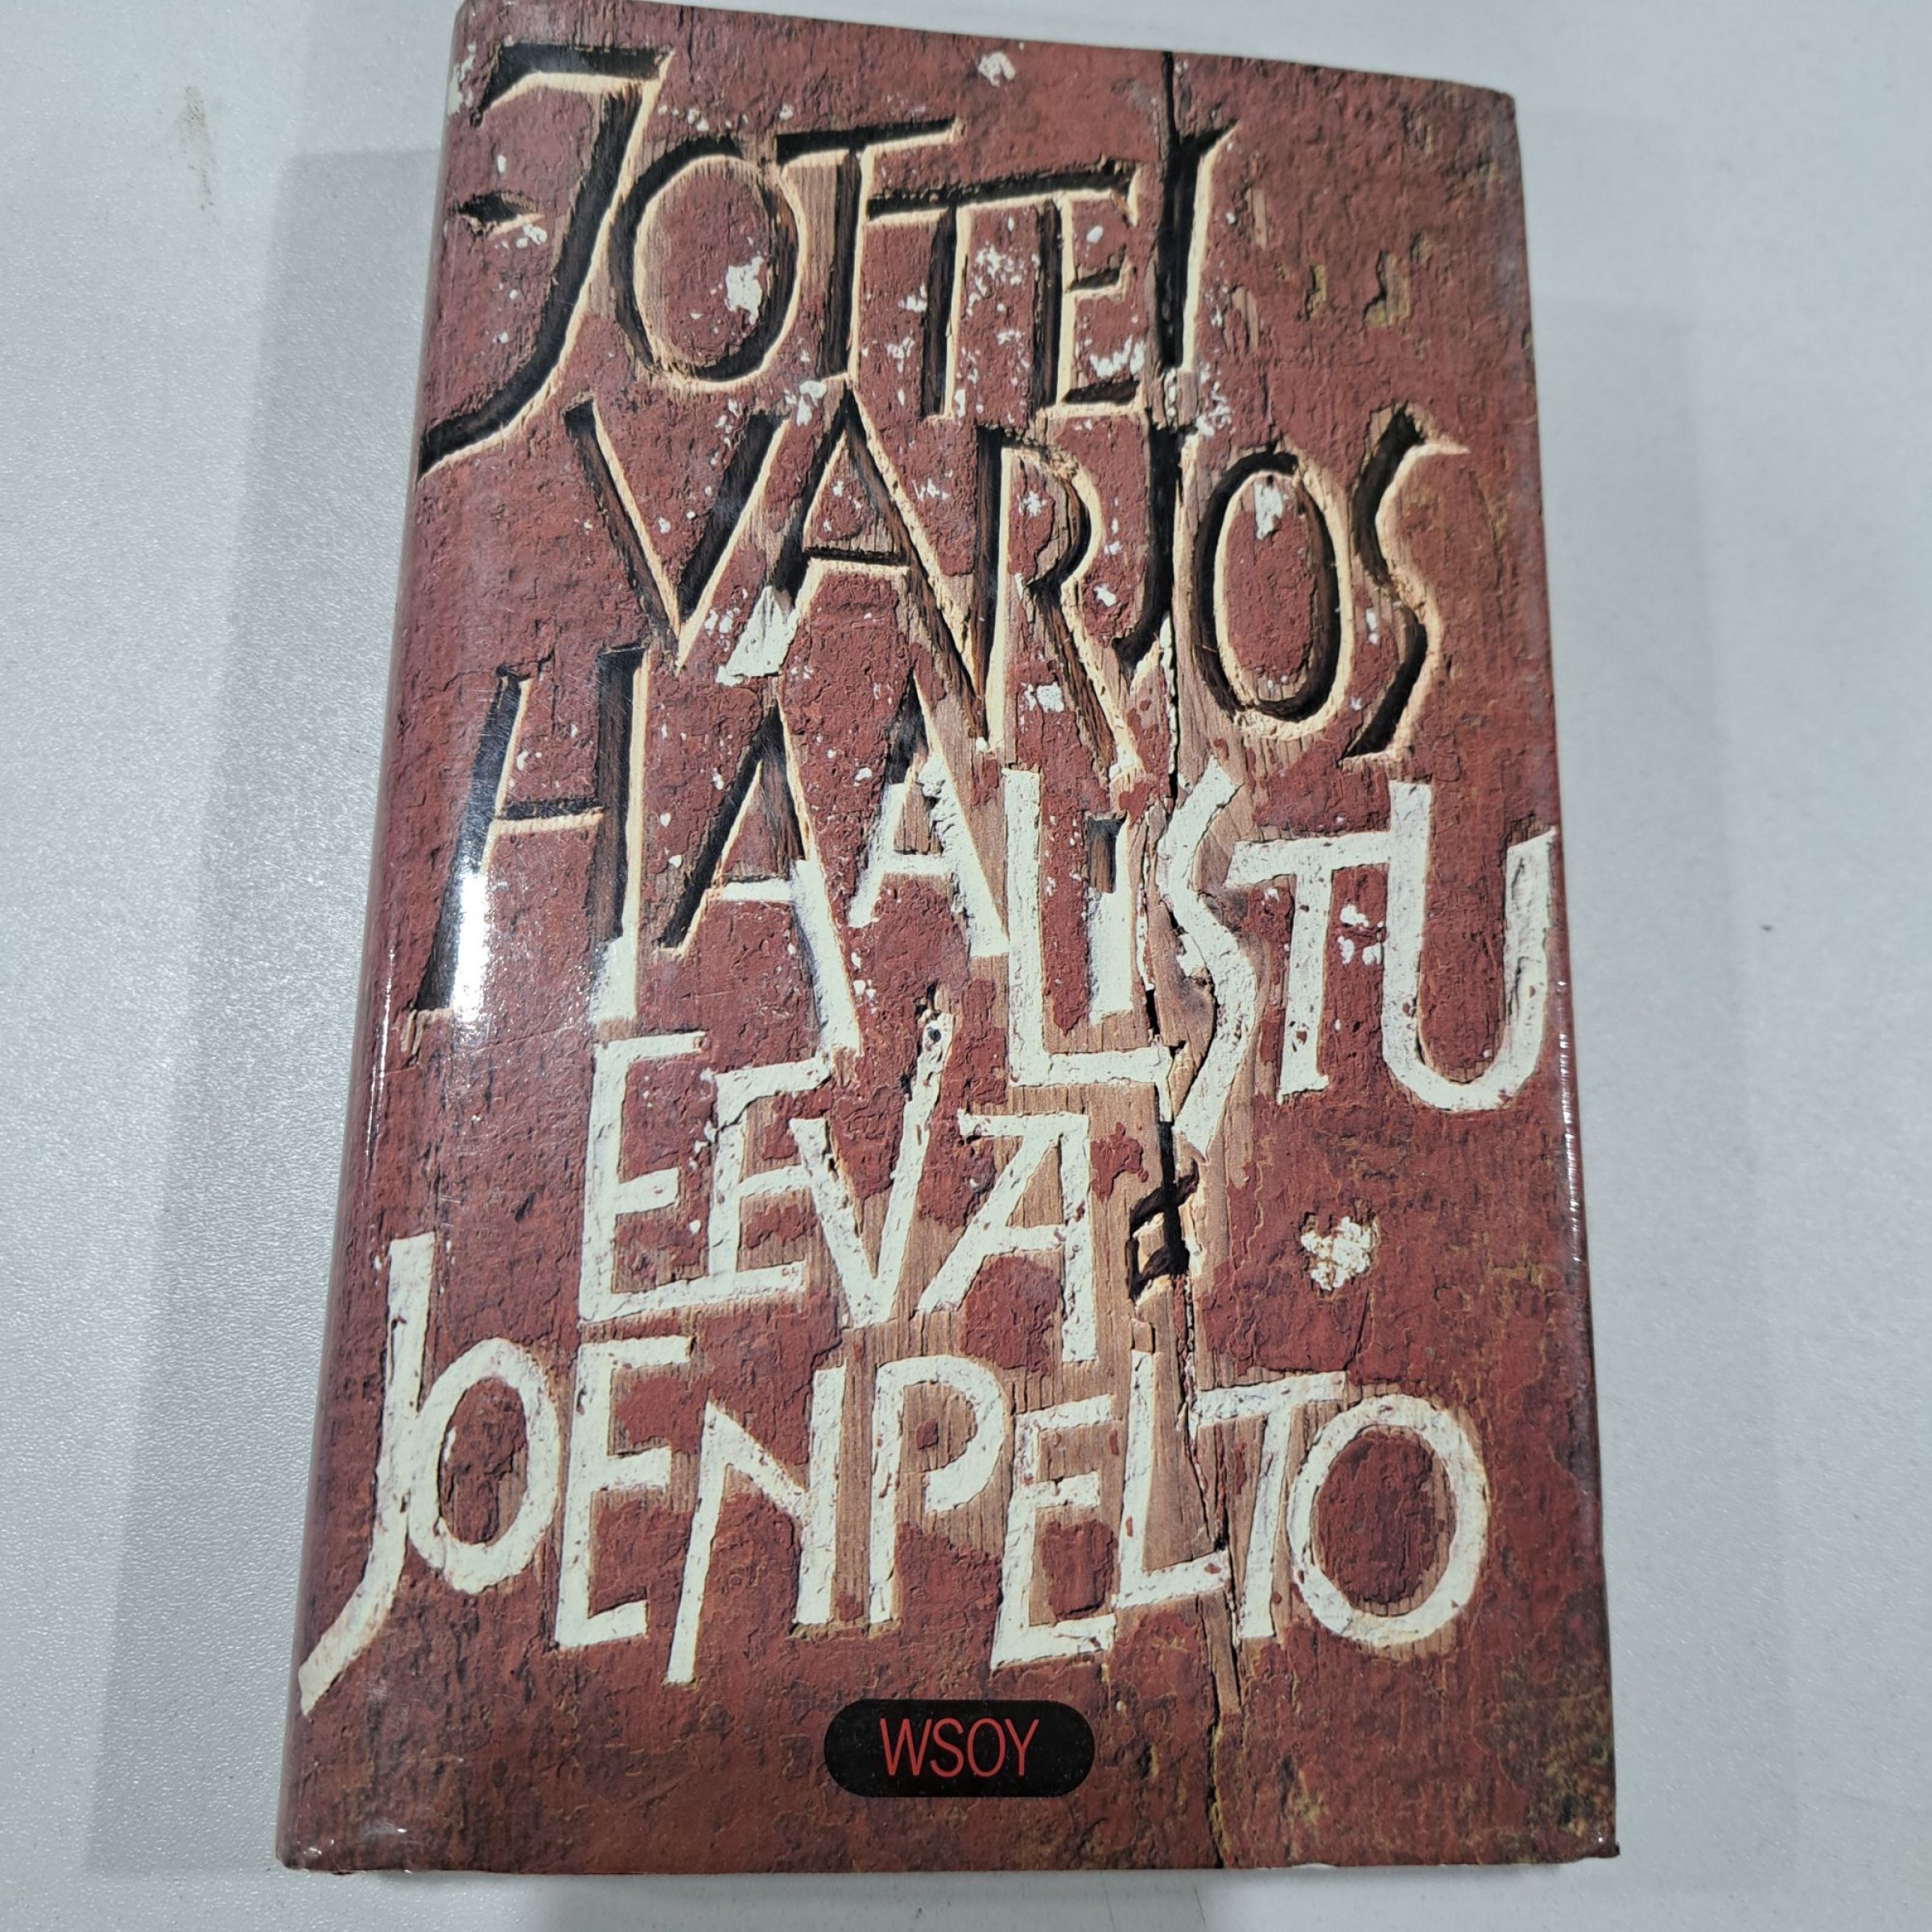 JOTTEI
VARJOS
HAALISTU
EEVA
JOENPELTO
WSOY